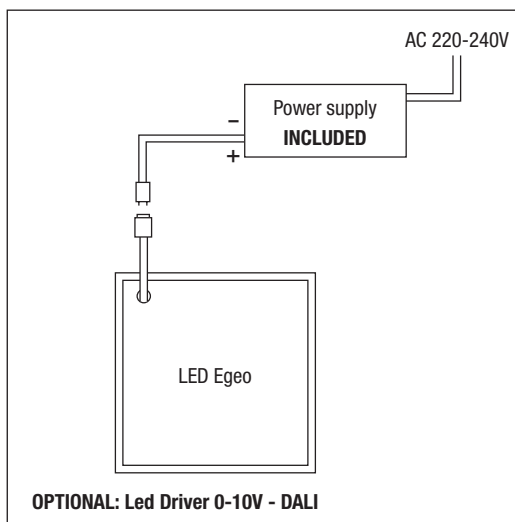 AC 220-240V
Power supply
INCLUDED
–
+
LED Egeo
OPTIONAL: Led Driver 0-10V - DALI